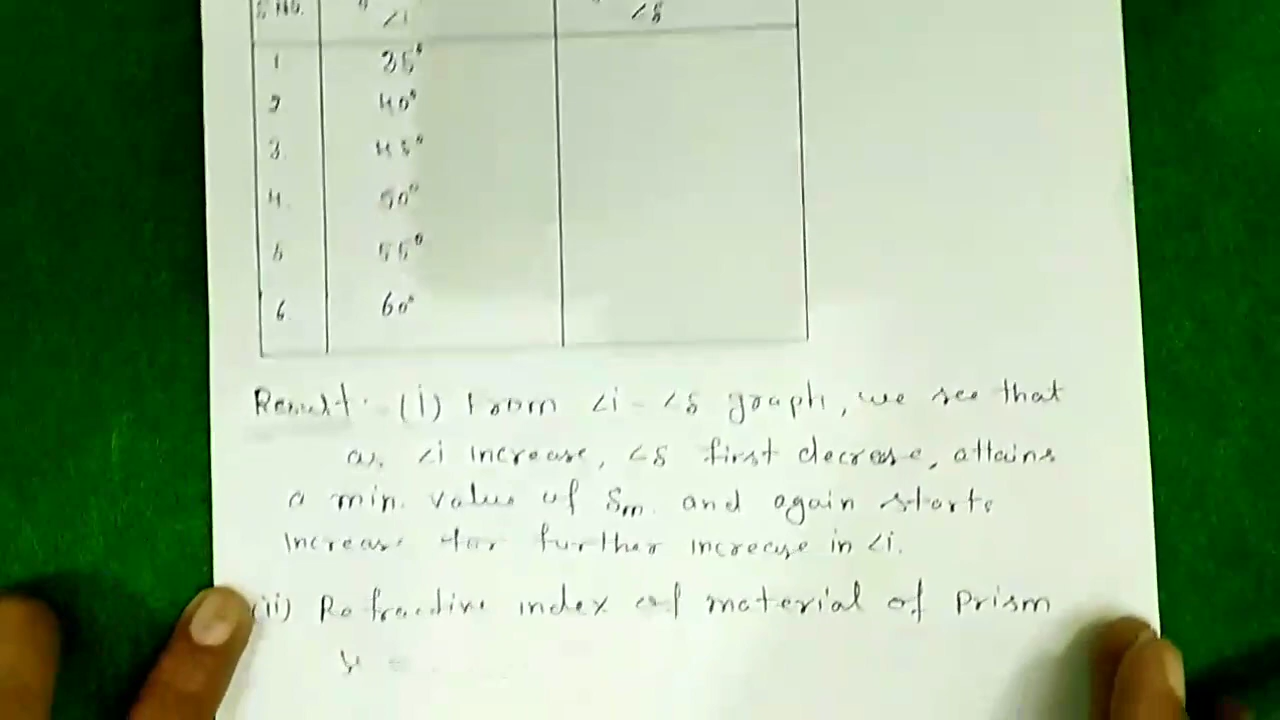 S No. ∠i ∠δ
1 35°
2 40°
3. 45°
4. 50°
5 55°
6. 60°
Result. (i) From ∠i - ∠δ graph, we see that
as ∠i increase, ∠δ first decrease, attains
a min. value of δm. and again starts
increase for further increase in ∠i.
(ii) Refractive index of material of Prism
μ =